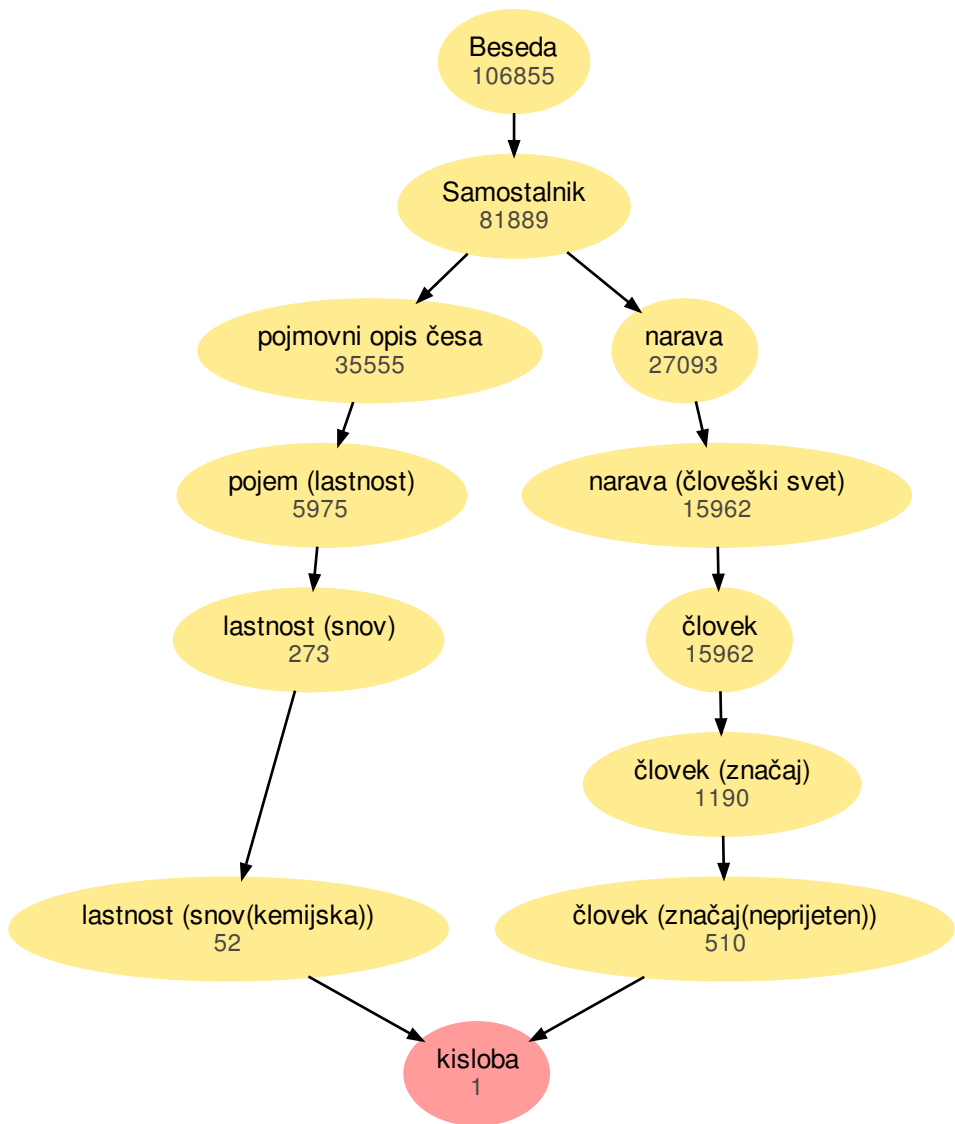 Beseda
106855
Samostalnik
81889
pojmovni opis česa
35555
narava
27093
pojem (lastnost)
5975
narava (človeški svet)
15962
lastnost (snov)
273
človek
15962
človek (značaj)
1190
lastnost (snov(kemijska))
52
človek (značaj(neprijeten))
510
kisloba
1